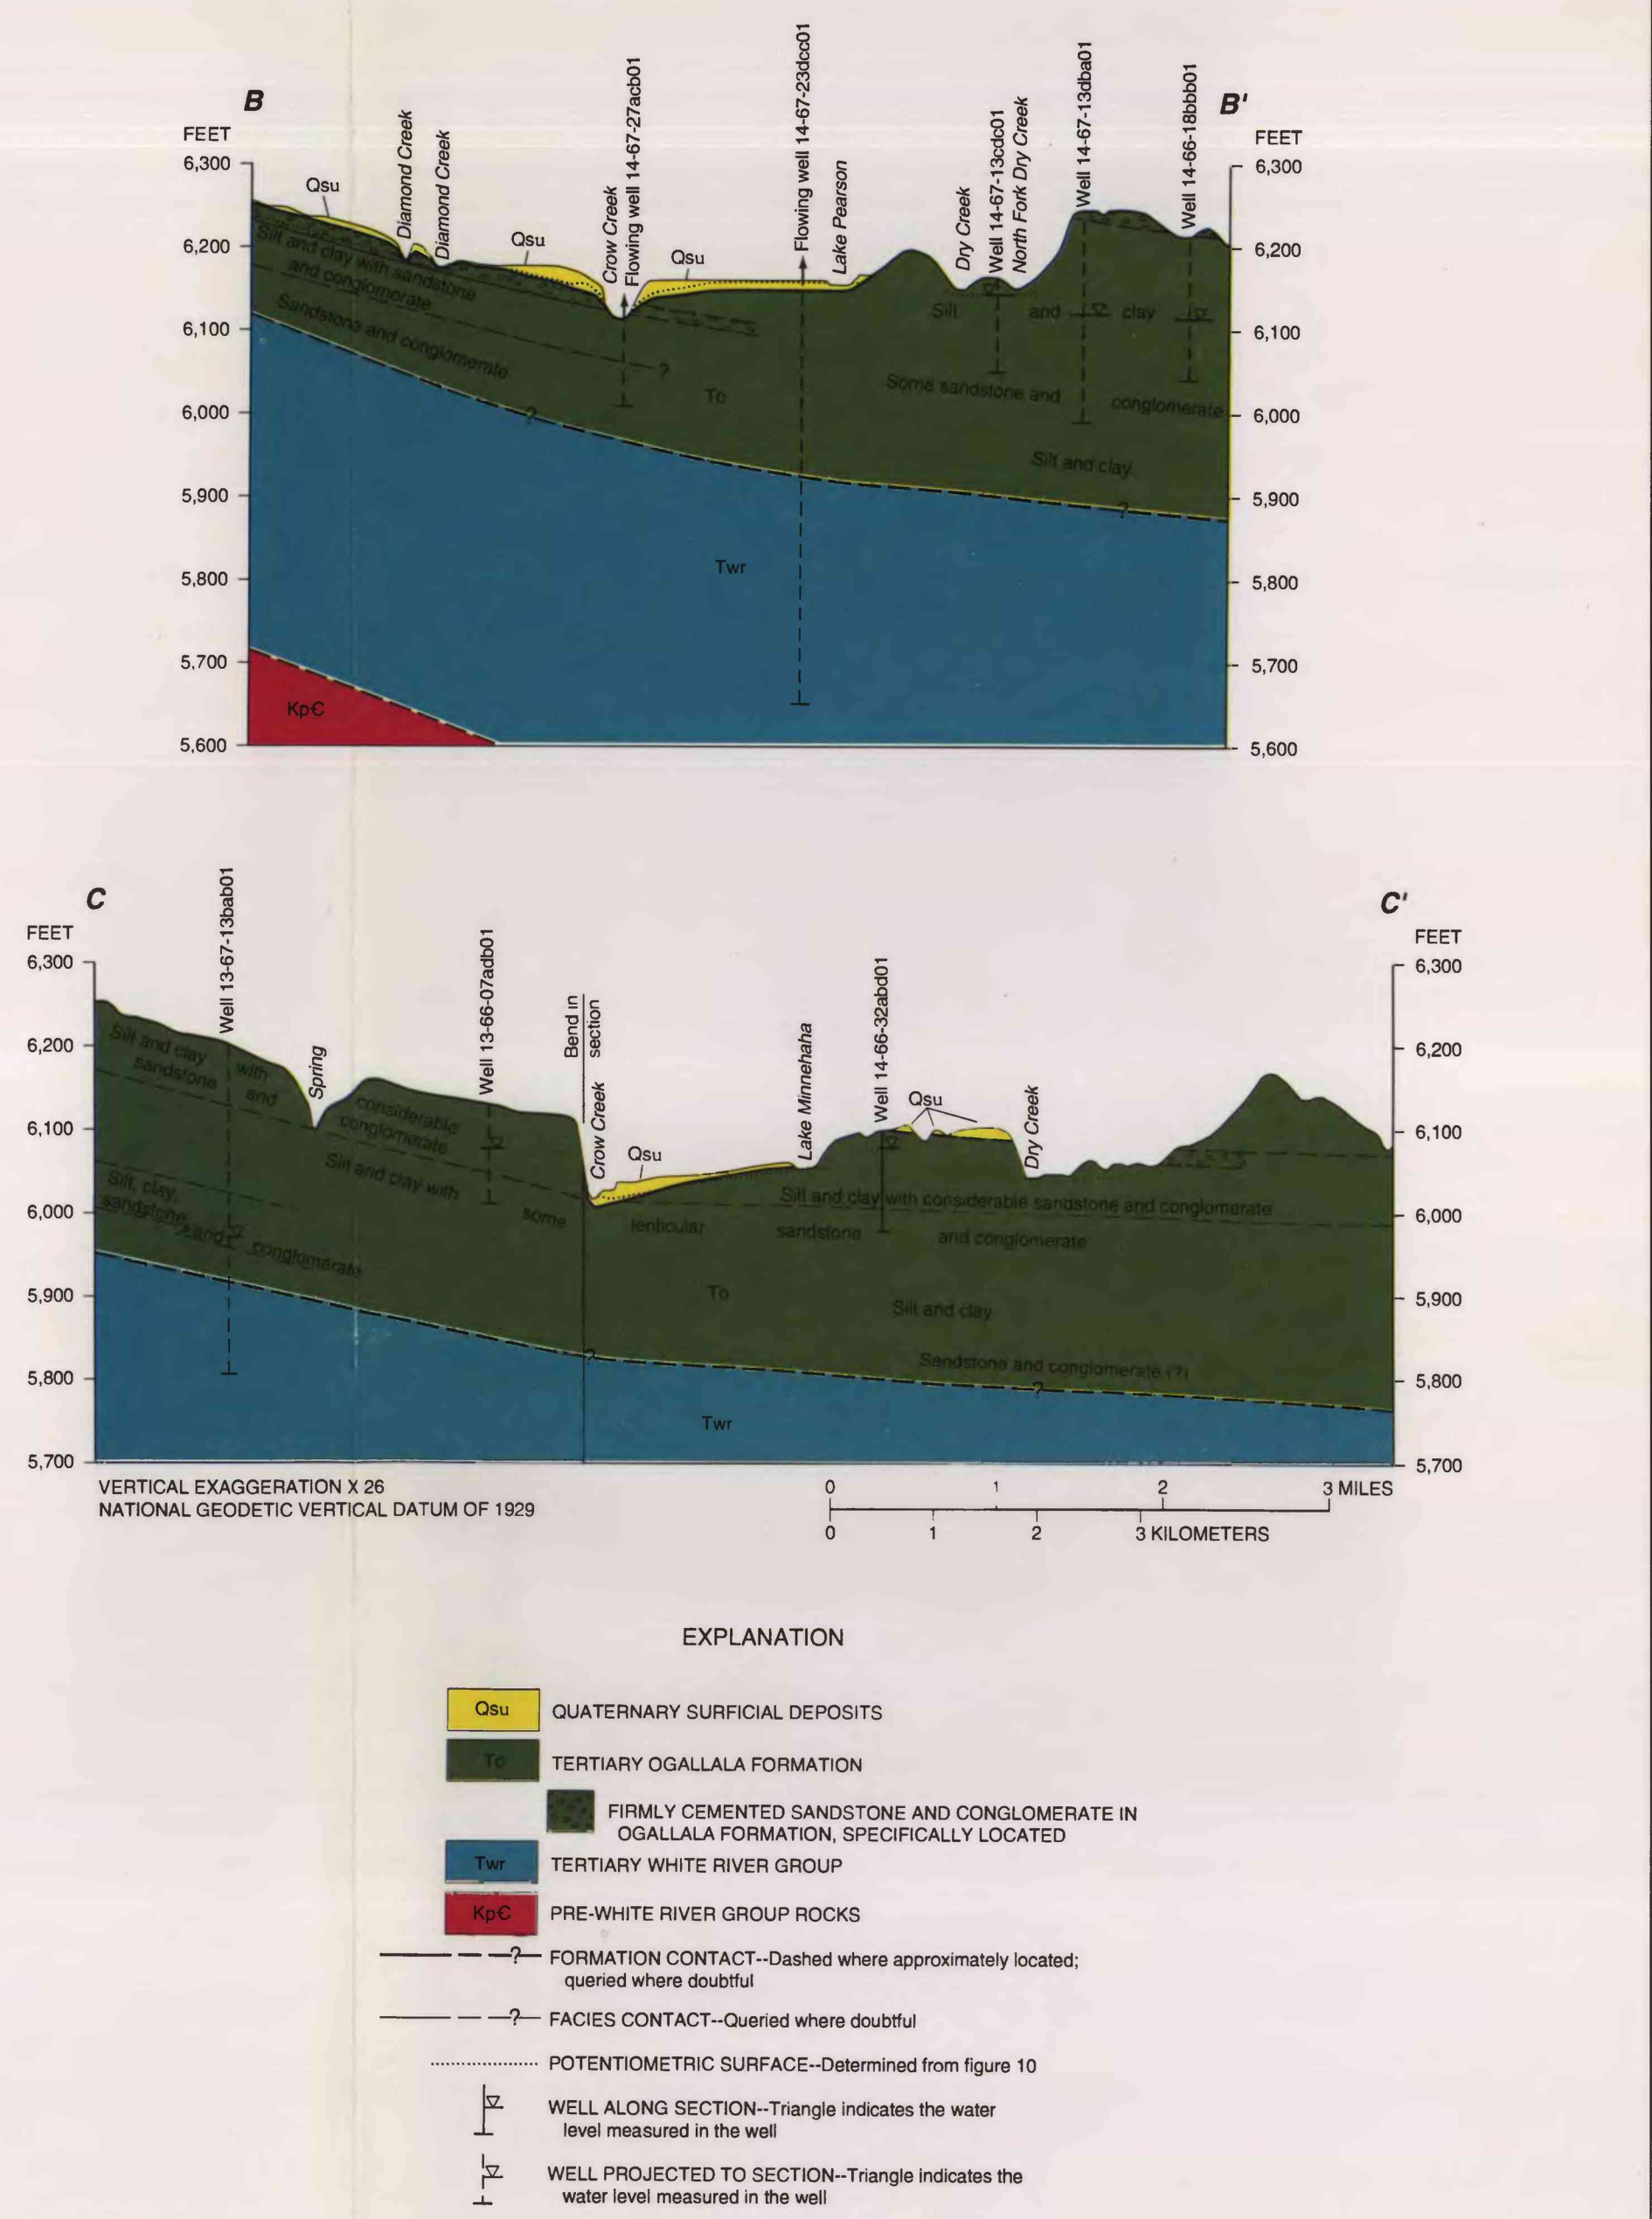 B
B'
FEET
FEET
6,300
6,200
6,100
6,000
5,900
5,800
5,700
5,600
6,300
6,200
6,100
6,000
5,900
5,800
5,700
5,600
Qsu
Diamond Creek
Diamond Creek
Qsu
Crow Creek
Flowing well 14-67-27acb01
Qsu
Flowing well 14-67-23dcc01
Lake Pearson
Dry Creek
Well 14-67-13cdc01
North Fork Dry Creek
Well 14-67-13dba01
Well 14-66-18bbb01
Silt and clay with sandstone
and conglomerate
Sandstone and conglomerate
?
?
To
Silt and clay
Some sandstone and conglomerate
Silt and clay
?
Twr
KpЄ
C
C'
FEET
FEET
6,300
6,200
6,100
6,000
5,900
5,800
5,700
6,300
6,200
6,100
6,000
5,900
5,800
5,700
Well 13-67-13bab01
Spring
Well 13-66-07adb01
Bend in
section
Crow Creek
Qsu
Lake Minnehaha
Well 14-66-32abd01
Qsu
Dry Creek
Silt and clay with considerable
sandstone and conglomerate
Silt and clay with some lenticular sandstone and conglomerate
Silt and clay with considerable sandstone and conglomerate
Silt, clay,
sandstone, and conglomerate
To
Silt and clay
Sandstone and conglomerate (?)
?
?
Twr
VERTICAL EXAGGERATION X 26
NATIONAL GEODETIC VERTICAL DATUM OF 1929
0 1 2 3 MILES
0 1 2 3 KILOMETERS
EXPLANATION
Qsu QUATERNARY SURFICIAL DEPOSITS
To TERTIARY OGALLALA FORMATION
FIRMLY CEMENTED SANDSTONE AND CONGLOMERATE IN
OGALLALA FORMATION, SPECIFICALLY LOCATED
Twr TERTIARY WHITE RIVER GROUP
KpЄ PRE-WHITE RIVER GROUP ROCKS
? FORMATION CONTACT--Dashed where approximately located;
queried where doubtful
? FACIES CONTACT--Queried where doubtful
POTENTIOMETRIC SURFACE--Determined from figure 10
WELL ALONG SECTION--Triangle indicates the water
level measured in the well
WELL PROJECTED TO SECTION--Triangle indicates the
water level measured in the well